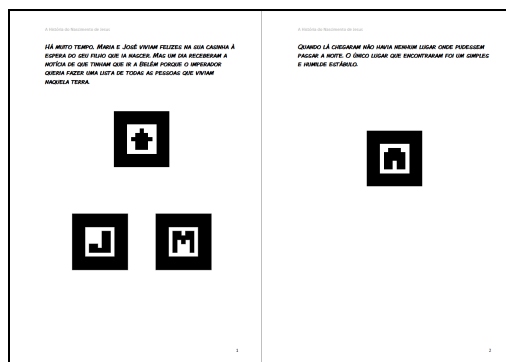 A História do Nascimento de Jesus
Há muito tempo, Maria e José viviam felizes na sua casinha à
espera do seu filho que ia nascer. Mas um dia receberam a
notícia de que tinham que ir a Belém porque o imperador
queria fazer uma lista de todas as pessoas que viviam
naquela terra.
J
M
1
A História do Nascimento de Jesus
Quando lá chegaram não havia nenhum lugar onde pudessem
passar a noite. O único lugar que encontraram foi um simples
e humilde estábulo.
2